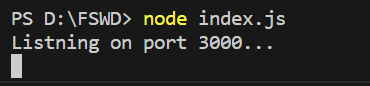 PS D:\FSWD> node index.js
Listning on port 3000...